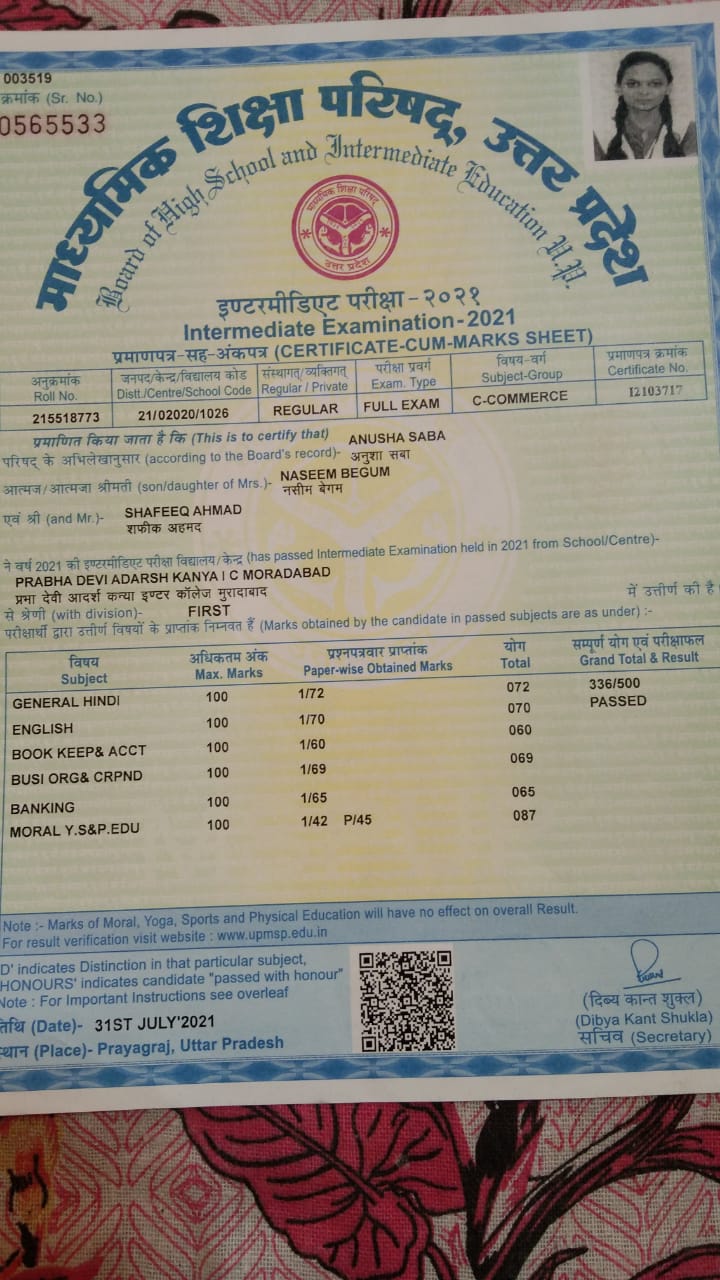 003519
क्रमांक (Sr. No.)
0565533
माध्यमिक शिक्षा परिषद्, उत्तर प्रदेश
Board of High School and Intermediate Education U.P.
माध्यमिक शिक्षा परिषद्
उत्तर प्रदेश
इण्टरमीडिएट परीक्षा-२०२१
Intermediate Examination-2021
प्रमाणपत्र-सह-अंकपत्र (CERTIFICATE-CUM-MARKS SHEET)
अनुक्रमांक जनपद/केन्द्र/विद्यालय कोड संस्थागत/व्यक्तिगत् परीक्षा प्रवर्ग विषय-वर्ग प्रमाणपत्र क्रमांक
Roll No. Distt./Centre/School Code Regular / Private Exam. Type Subject-Group Certificate No.
215518773 21/02020/1026 REGULAR FULL EXAM C-COMMERCE 12103717
प्रमाणित किया जाता है कि (This is to certify that) ANUSHA SABA
परिषद् के अभिलेखानुसार (according to the Board's record)- अनुशा सबा
आत्मज/आत्मजा श्रीमती (son/daughter of Mrs.)- NASEEM BEGUM
नसीम बेगम
एवं श्री (and Mr.)- SHAFEEQ AHMAD
शफीक अहमद
ने वर्ष 2021 की इण्टरमीडिएट परीक्षा विद्यालय/केन्द्र (has passed Intermediate Examination held in 2021 from School/Centre)-
PRABHA DEVI ADARSH KANYA I C MORADABAD
प्रभा देवी आदर्श कन्या इण्टर कॉलेज मुरादाबाद में उत्तीर्ण की है
से श्रेणी (with division)- FIRST
परीक्षार्थी द्वारा उत्तीर्ण विषयों के प्राप्तांक निम्नवत् हैं (Marks obtained by the candidate in passed subjects are as under) :-
विषय अधिकतम अंक प्रश्नपत्रवार प्राप्तांक योग सम्पूर्ण योग एवं परीक्षाफल
Subject Max. Marks Paper-wise Obtained Marks Total Grand Total & Result
GENERAL HINDI 100 1/72 072 336/500
ENGLISH 100 1/70 070 PASSED
BOOK KEEP& ACCT 100 1/60 060
BUSI ORG& CRPND 100 1/69 069
BANKING 100 1/65 065
MORAL Y.S&P.EDU 100 1/42 P/45 087
Note :- Marks of Moral, Yoga, Sports and Physical Education will have no effect on overall Result.
For result verification visit website : www.upmsp.edu.in
D' indicates Distinction in that particular subject,
HONOURS' indicates candidate "passed with honour"
Note : For Important Instructions see overleaf
तिथि (Date)- 31ST JULY'2021
स्थान (Place)- Prayagraj, Uttar Pradesh
(दिव्य कान्त शुक्ल)
(Dibya Kant Shukla)
सचिव (Secretary)